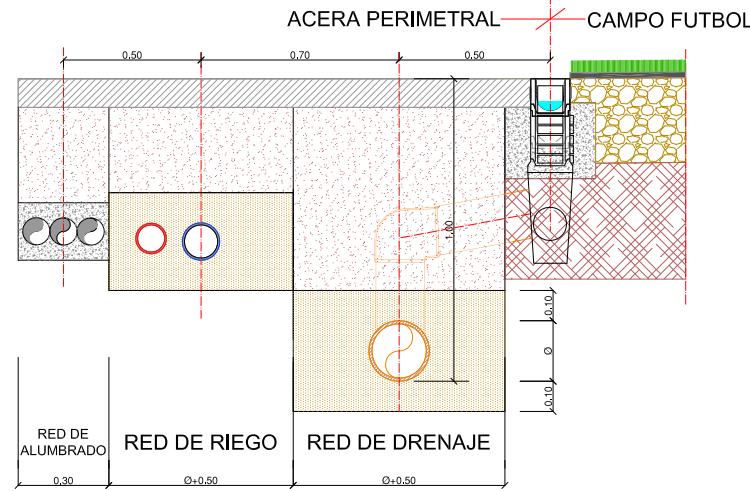 ACERA PERIMETRAL
CAMPO FUTBOL
0.50
0.70
0.50
1.00
0.10
Ø
0.10
RED DE
ALUMBRADO
RED DE RIEGO
RED DE DRENAJE
0.30
Ø+0.50
Ø+0.50